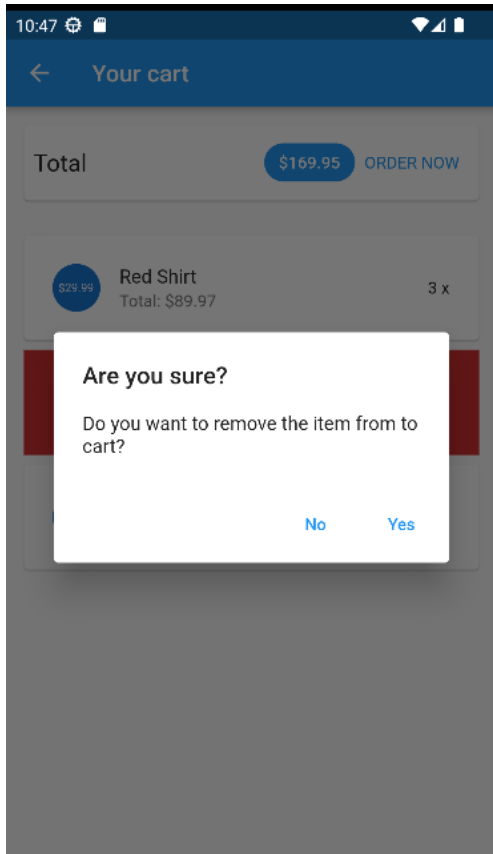 10:47
Your cart
Total
$169.95 ORDER NOW
$29.99
Red Shirt
Total: $89.97
3 x
Are you sure?
Do you want to remove the item from to
cart?
No Yes